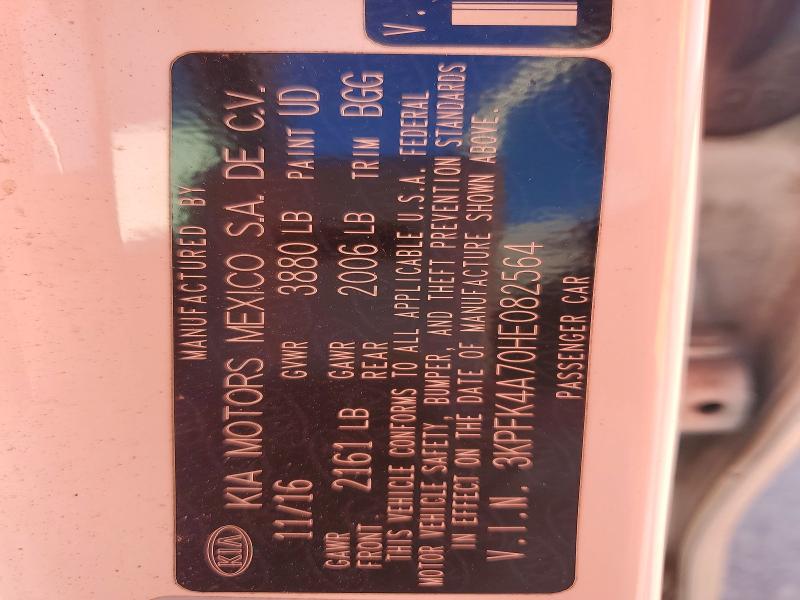 MANUFACTURED BY
KIA KIA MOTORS MEXICO S.A. DE C.V.
11/16 GVWR 3880 LB PAINT UD
GAWR FRONT 2161 LB GAWR REAR 2006 LB TRIM BGG
THIS VEHICLE CONFORMS TO ALL APPLICABLE U.S.A. FEDERAL
MOTOR VEHICLE SAFETY, BUMPER, AND THEFT PREVENTION STANDARDS
IN EFFECT ON THE DATE OF MANUFACTURE SHOWN ABOVE.
V.I.N. 3KPFK4A70HE082564
PASSENGER CAR
V.